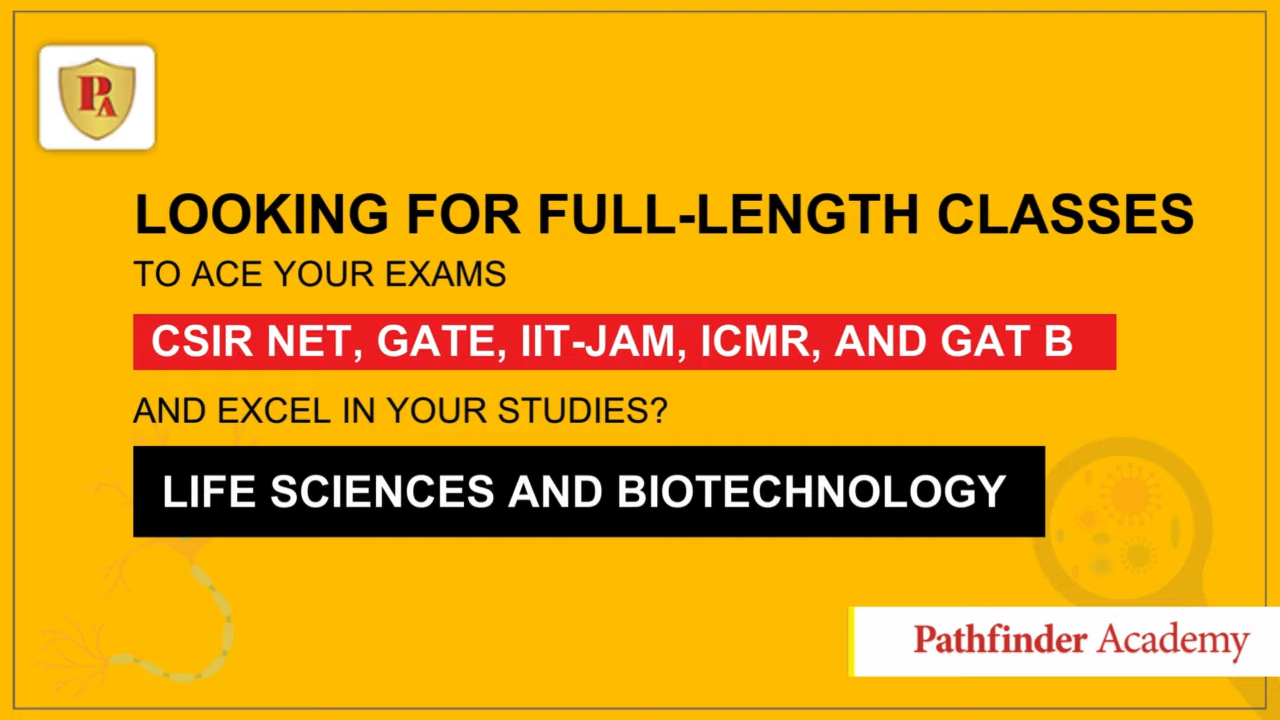 PA
LOOKING FOR FULL-LENGTH CLASSES
TO ACE YOUR EXAMS
CSIR NET, GATE, IIT-JAM, ICMR, AND GAT B
AND EXCEL IN YOUR STUDIES?
LIFE SCIENCES AND BIOTECHNOLOGY
Pathfinder Academy